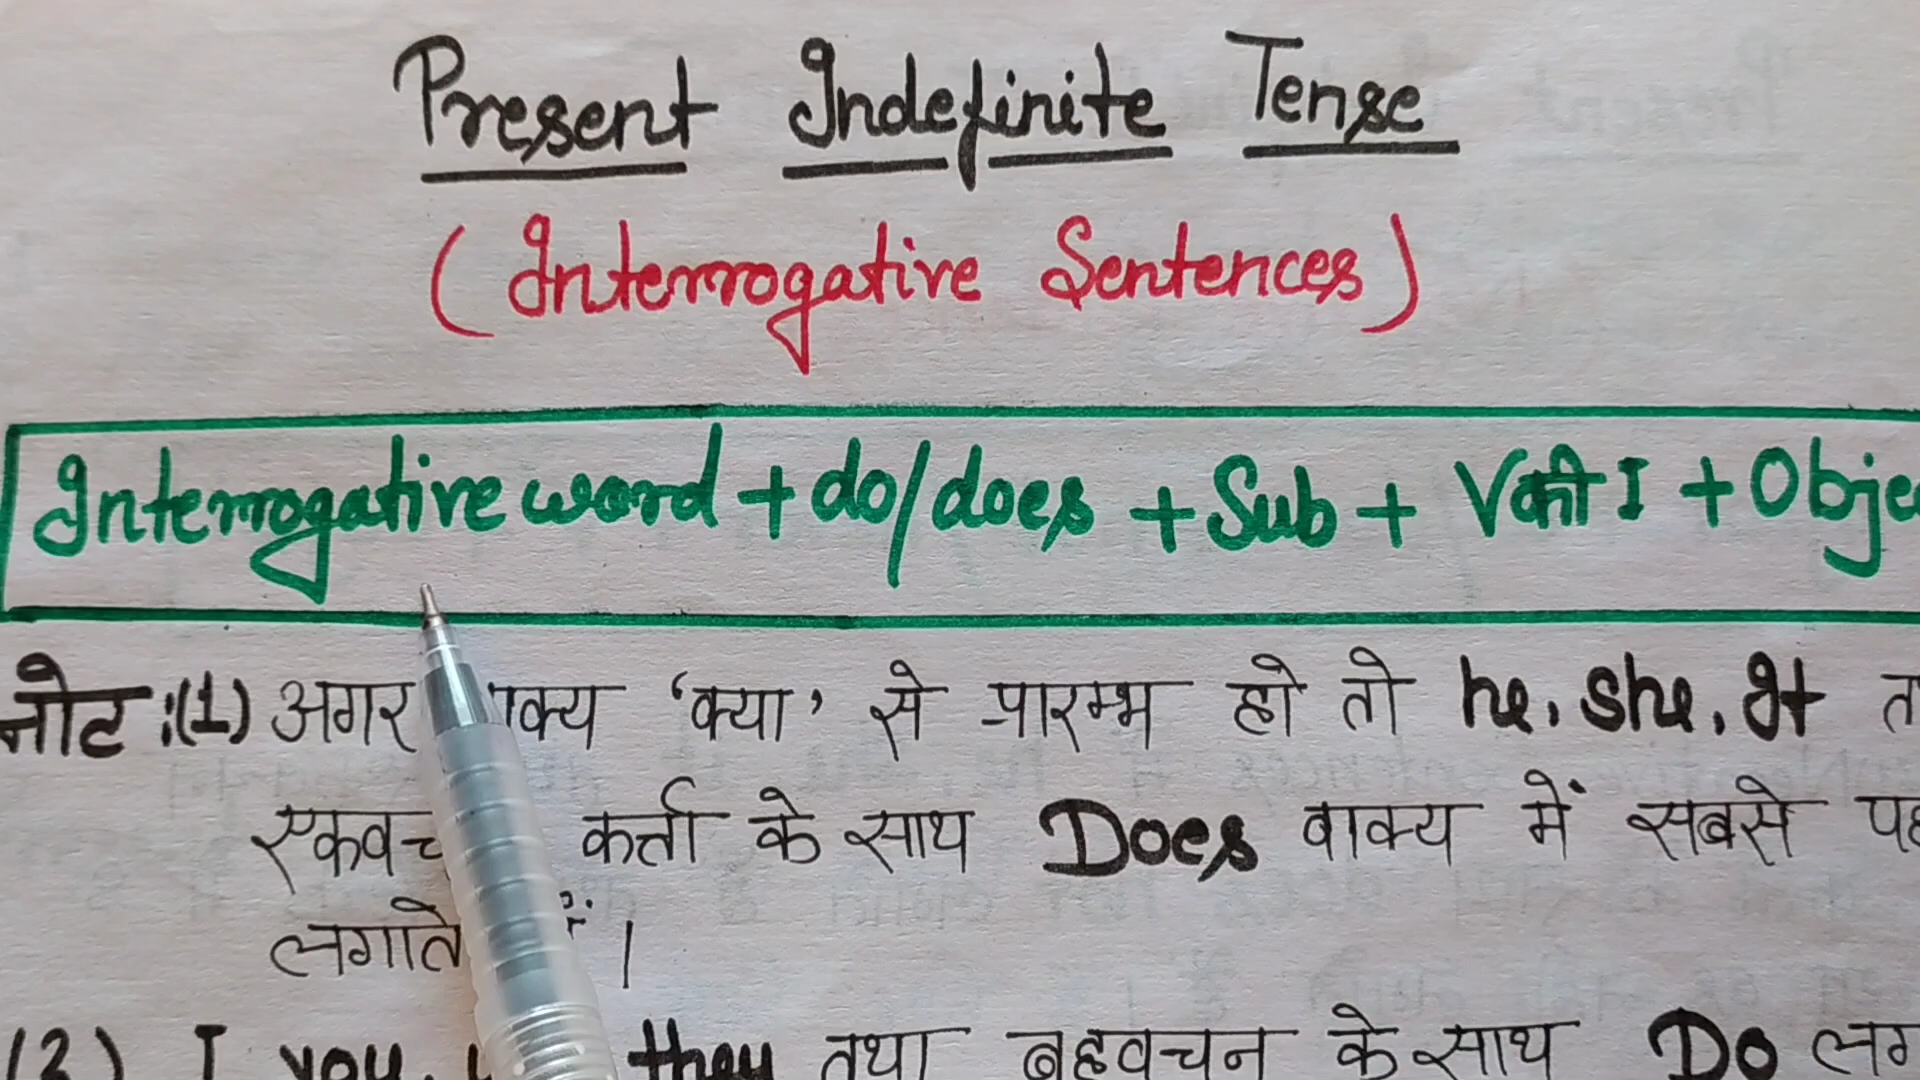 Present Indefinite Tense
(Interrogative Sentences)
Interrogative word + do/does + Sub + V की I + Obje
नोट :(1) अगर क्य ‘क्या’ से प्रारम्भ हो तो he, she, It
एकवच कर्त्ता के साथ Does वाक्य में सबसे पह
लगाते ।
(2) I you, they तथा बहुवचन के साथ Do लग